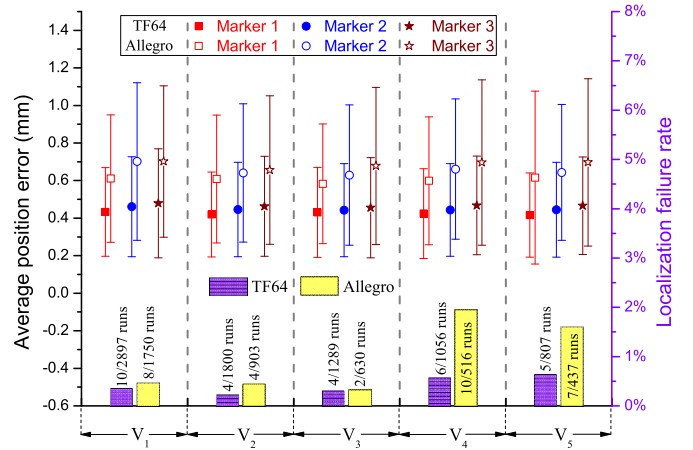 TF64 Marker 1 Marker 2 Marker 3
Allegro Marker 1 Marker 2 Marker 3
Average position error (mm)
1.4
1.2
1.0
0.8
0.6
0.4
0.2
0.0
-0.2
-0.4
-0.6
TF64 Allegro
10/2897 runs
8/1750 runs
4/1800 runs
4/903 runs
4/1289 runs
2/630 runs
6/1056 runs
10/516 runs
5/807 runs
7/437 runs
V1 V2 V3 V4 V5
8%
7%
6%
5%
4%
3%
2%
1%
0%
Localization failure rate